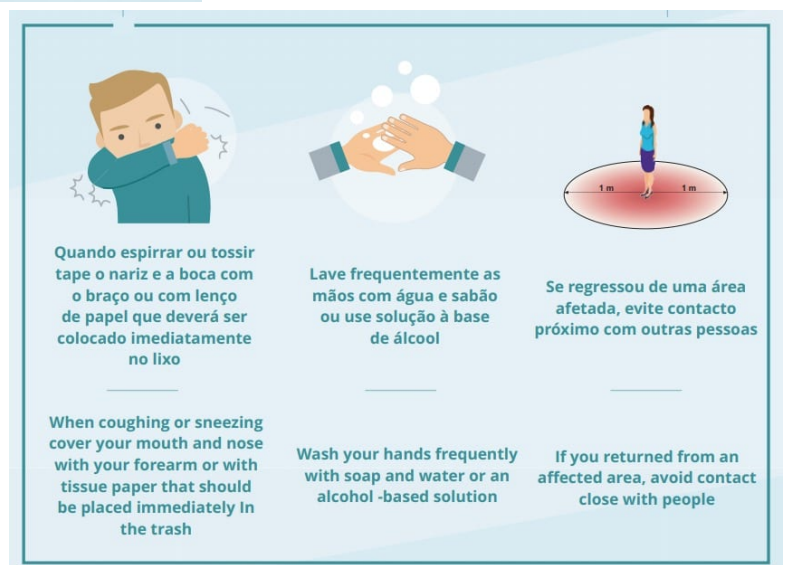 1 m
1 m
Quando espirrar ou tossir
tape o nariz e a boca com
o braço ou com lenço
de papel que deverá ser
colocado imediatamente
no lixo
Lave frequentemente as
mãos com água e sabão
ou use solução à base
de álcool
Se regressou de uma área
afetada, evite contacto
próximo com outras pessoas
When coughing or sneezing
cover your mouth and nose
with your forearm or with
tissue paper that should
be placed immediately In
the trash
Wash your hands frequently
with soap and water or an
alcohol -based solution
If you returned from an
affected area, avoid contact
close with people